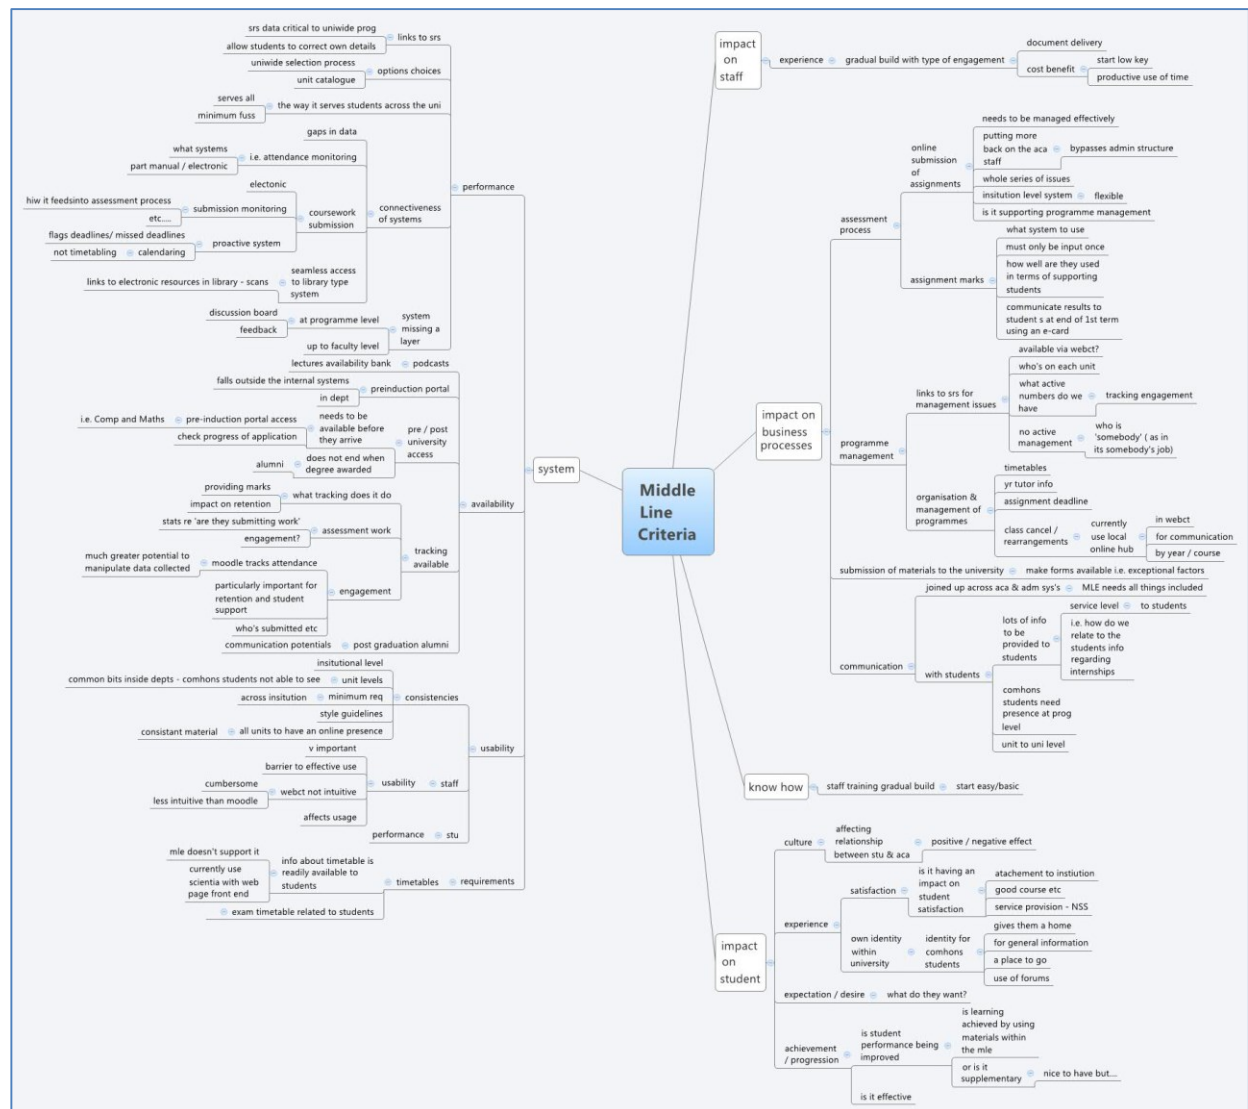 Middle
Line
Criteria
impact
on
staff
experience
gradual build with type of engagement
document delivery
cost benefit
start low key
productive use of time
impact on
business
processes
assessment
process
online
submission
of
assignments
needs to be managed effectively
putting more
back on the aca
staff
bypasses admin structure
whole series of issues
insitution level system
flexible
is it supporting programme management
assignment marks
what system to use
must only be input once
how well are they used
in terms of supporting
students
communicate results to
student s at end of 1st term
using an e-card
programme
management
links to srs for
management issues
available via webct?
who's on each unit
what active
numbers do we
have
tracking engagement
no active
management
who is
'somebody' ( as in
its somebody's job)
organisation &
management of
programmes
timetables
yr tutor info
assignment deadline
class cancel /
rearrangements
currently
use local
online hub
in webct
for communication
by year / course
submission of materials to the university
make forms available i.e. exceptional factors
communication
joined up across aca & adm sys's
MLE needs all things included
with students
lots of info
to be
provided to
students
service level
to students
i.e. how do we
relate to the
students info
regarding
internships
comhons
students need
presence at prog
level
unit to uni level
know how
staff training gradual build
start easy/basic
impact
on
student
culture
affecting
relationship
between stu & aca
positive / negative effect
experience
satisfaction
is it having an
impact on
student
satisfaction
atachement to instiution
good course etc
service provision - NSS
own identity
within
university
identity for
comhons
students
gives them a home
for general information
a place to go
use of forums
expectation / desire
what do they want?
achievement
/ progression
is student
performance being
improved
is learning
achieved by using
materials within
the mle
or is it
supplementary
nice to have but....
is it effective
system
performance
links to srs
srs data critical to uniwide prog
allow students to correct own details
options choices
uniwide selection process
unit catalogue
the way it serves students across the uni
serves all
minimum fuss
connectiveness
of systems
gaps in data
i.e. attendance monitoring
what systems
part manual / electronic
coursework
submission
electonic
submission monitoring
hiw it feedsinto assessment process
etc....
proactive system
flags deadlines/ missed deadlines
calendaring
not timetabling
seamless access
to library type
system
links to electronic resources in library - scans
system
missing a
layer
at programme level
discussion board
feedback
up to faculty level
availability
podcasts
lectures availability bank
pre / post
university
access
preinduction portal
falls outside the internal systems
in dept
needs to be
available before
they arrive
pre-induction portal access
i.e. Comp and Maths
check progress of application
does not end when
degree awarded
alumni
tracking
available
what tracking does it do
providing marks
impact on retention
assessment work
stats re 'are they submitting work'
engagement?
engagement
moodle tracks attendance
much greater potential to
manipulate data collected
particularly important for
retention and student
support
who's submitted etc
post graduation alumni
communication potentials
usability
consistencies
insitutional level
unit levels
common bits inside depts - comhons students not able to see
minimum req
across insitution
style guidelines
all units to have an online presence
consistant material
staff
usability
v important
barrier to effective use
webct not intuitive
cumbersome
less intuitive than moodle
affects usage
stu
performance
requirements
timetables
info about timetable is
readily available to
students
mle doesn't support it
currently use
scientia with web
page front end
exam timetable related to students